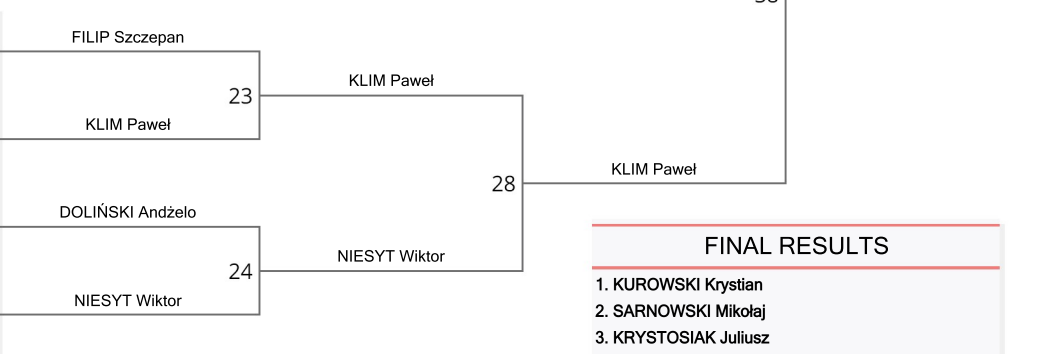 FILIP Szczepan
23
KLIM Paweł
KLIM Paweł
28
KLIM Paweł
DOLIŃSKI Andżelo
24
NIESYT Wiktor
NIESYT Wiktor
FINAL RESULTS
1. KUROWSKI Krystian
2. SARNOWSKI Mikołaj
3. KRYSTOSIAK Juliusz